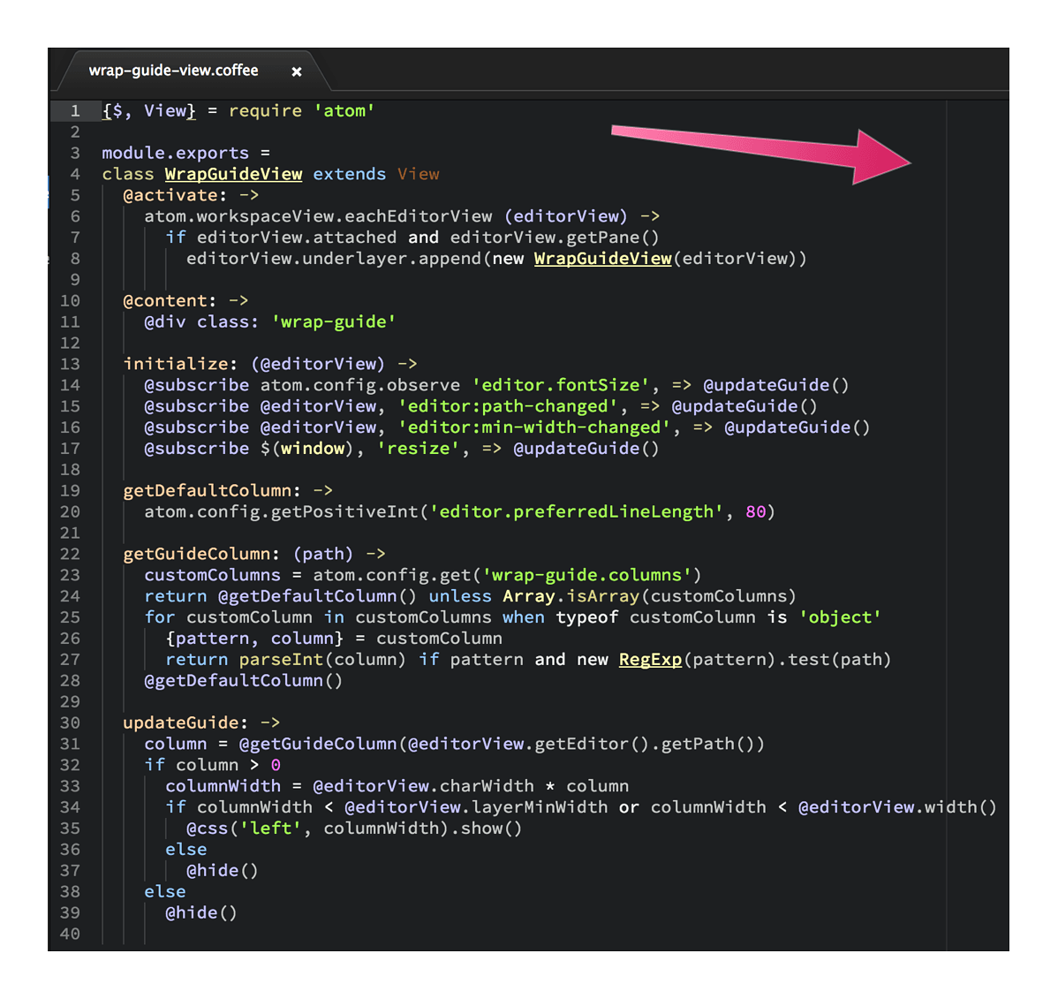 wrap-guide-view.coffee ×
1 {$, View} = require 'atom'
2
3 module.exports =
4 class WrapGuideView extends View
5   @activate: ->
6     atom.workspaceView.eachEditorView (editorView) ->
7       if editorView.attached and editorView.getPane()
8         editorView.underlayer.append(new WrapGuideView(editorView))
9
10   @content: ->
11     @div class: 'wrap-guide'
12
13   initialize: (@editorView) ->
14     @subscribe atom.config.observe 'editor.fontSize', => @updateGuide()
15     @subscribe @editorView, 'editor:path-changed', => @updateGuide()
16     @subscribe @editorView, 'editor:min-width-changed', => @updateGuide()
17     @subscribe $(window), 'resize', => @updateGuide()
18
19   getDefaultColumn: ->
20     atom.config.getPositiveInt('editor.preferredLineLength', 80)
21
22   getGuideColumn: (path) ->
23     customColumns = atom.config.get('wrap-guide.columns')
24     return @getDefaultColumn() unless Array.isArray(customColumns)
25     for customColumn in customColumns when typeof customColumn is 'object'
26       {pattern, column} = customColumn
27       return parseInt(column) if pattern and new RegExp(pattern).test(path)
28     @getDefaultColumn()
29
30   updateGuide: ->
31     column = @getGuideColumn(@editorView.getEditor().getPath())
32     if column > 0
33       columnWidth = @editorView.charWidth * column
34       if columnWidth < @editorView.layerMinWidth or columnWidth < @editorView.width()
35         @css('left', columnWidth).show()
36       else
37         @hide()
38     else
39       @hide()
40